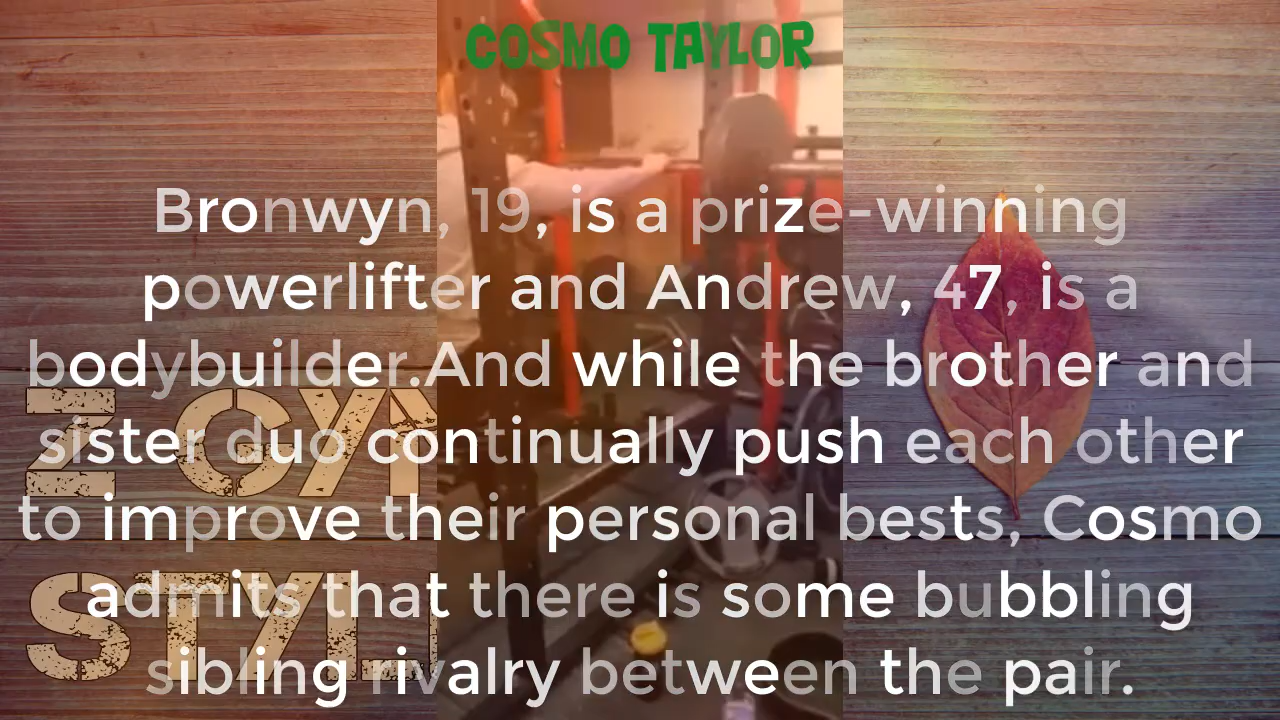 COSMO TAYLOR
Bronwyn, 19, is a prize-winning
powerlifter and Andrew, 47, is a
bodybuilder.And while the brother and
sister duo continually push each other
to improve their personal bests, Cosmo
admits that there is some bubbling
sibling rivalry between the pair.
Z GYM
STYL